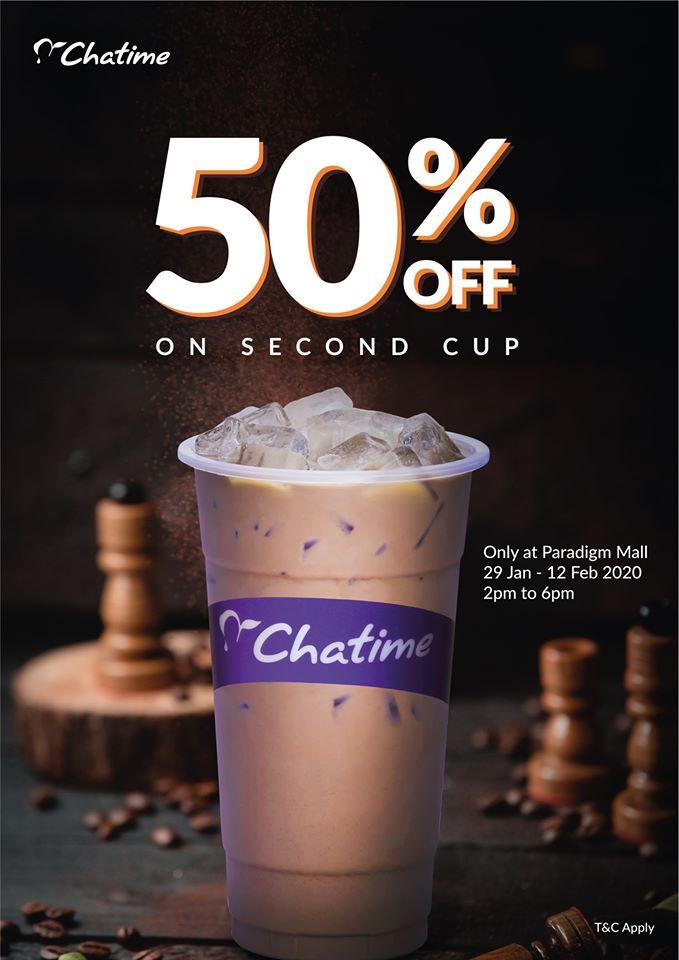 Chatime
50% OFF
ON SECOND CUP
Only at Paradigm Mall
29 Jan - 12 Feb 2020
2pm to 6pm
Chatime
T&C Apply